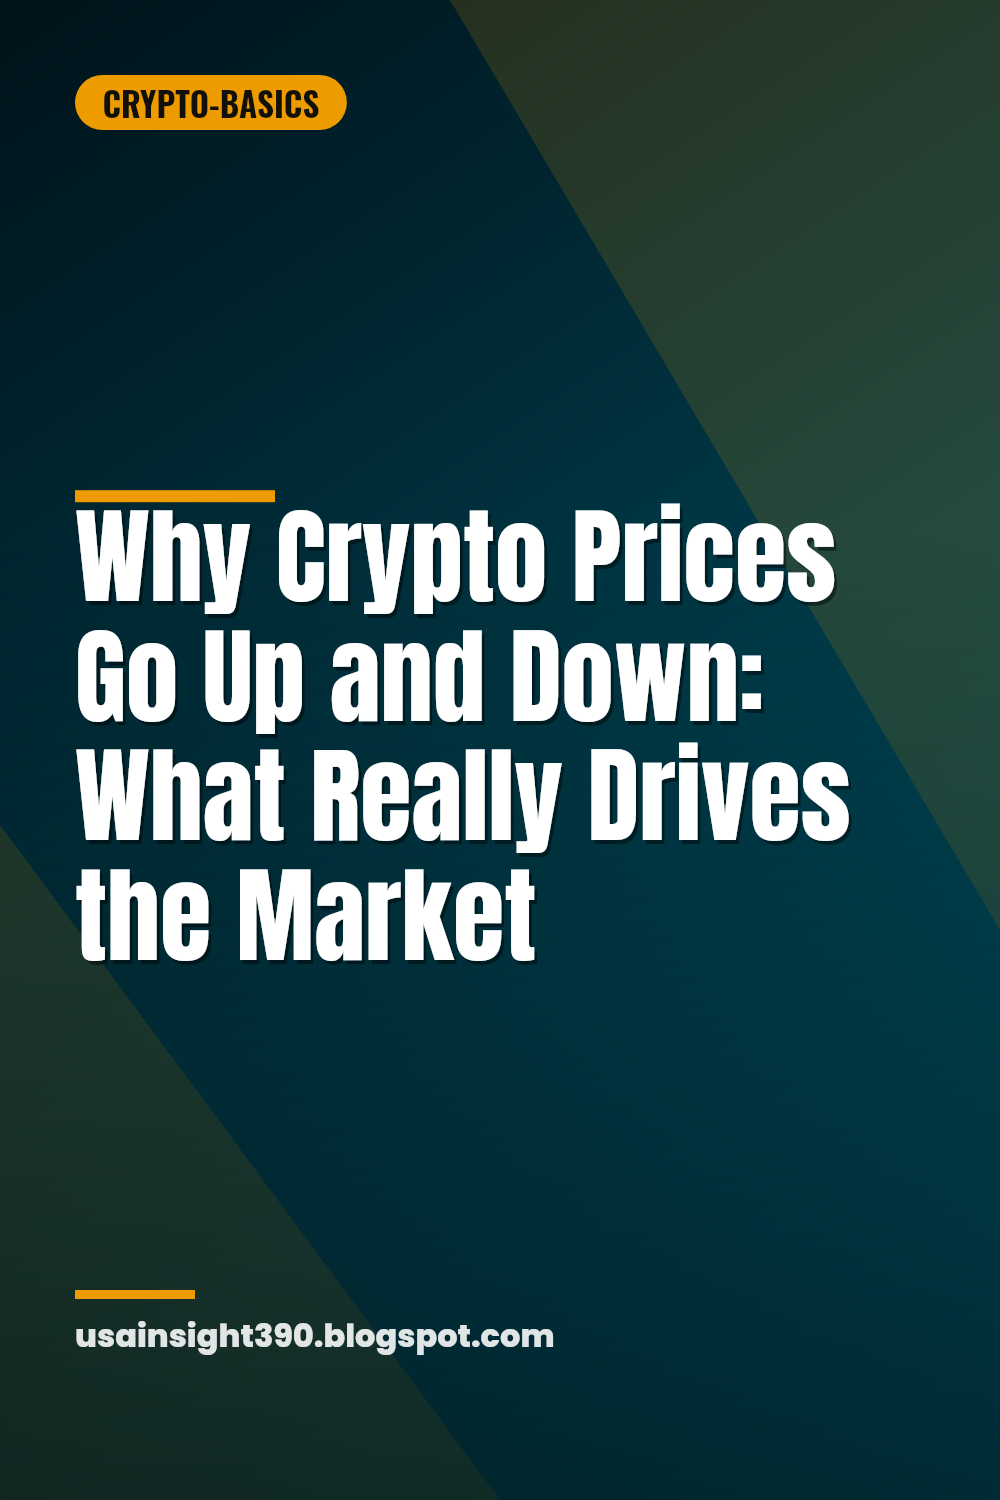 CRYPTO-BASICS
Why Crypto Prices
Go Up and Down:
What Really Drives
the Market
usainsight390.blogspot.com